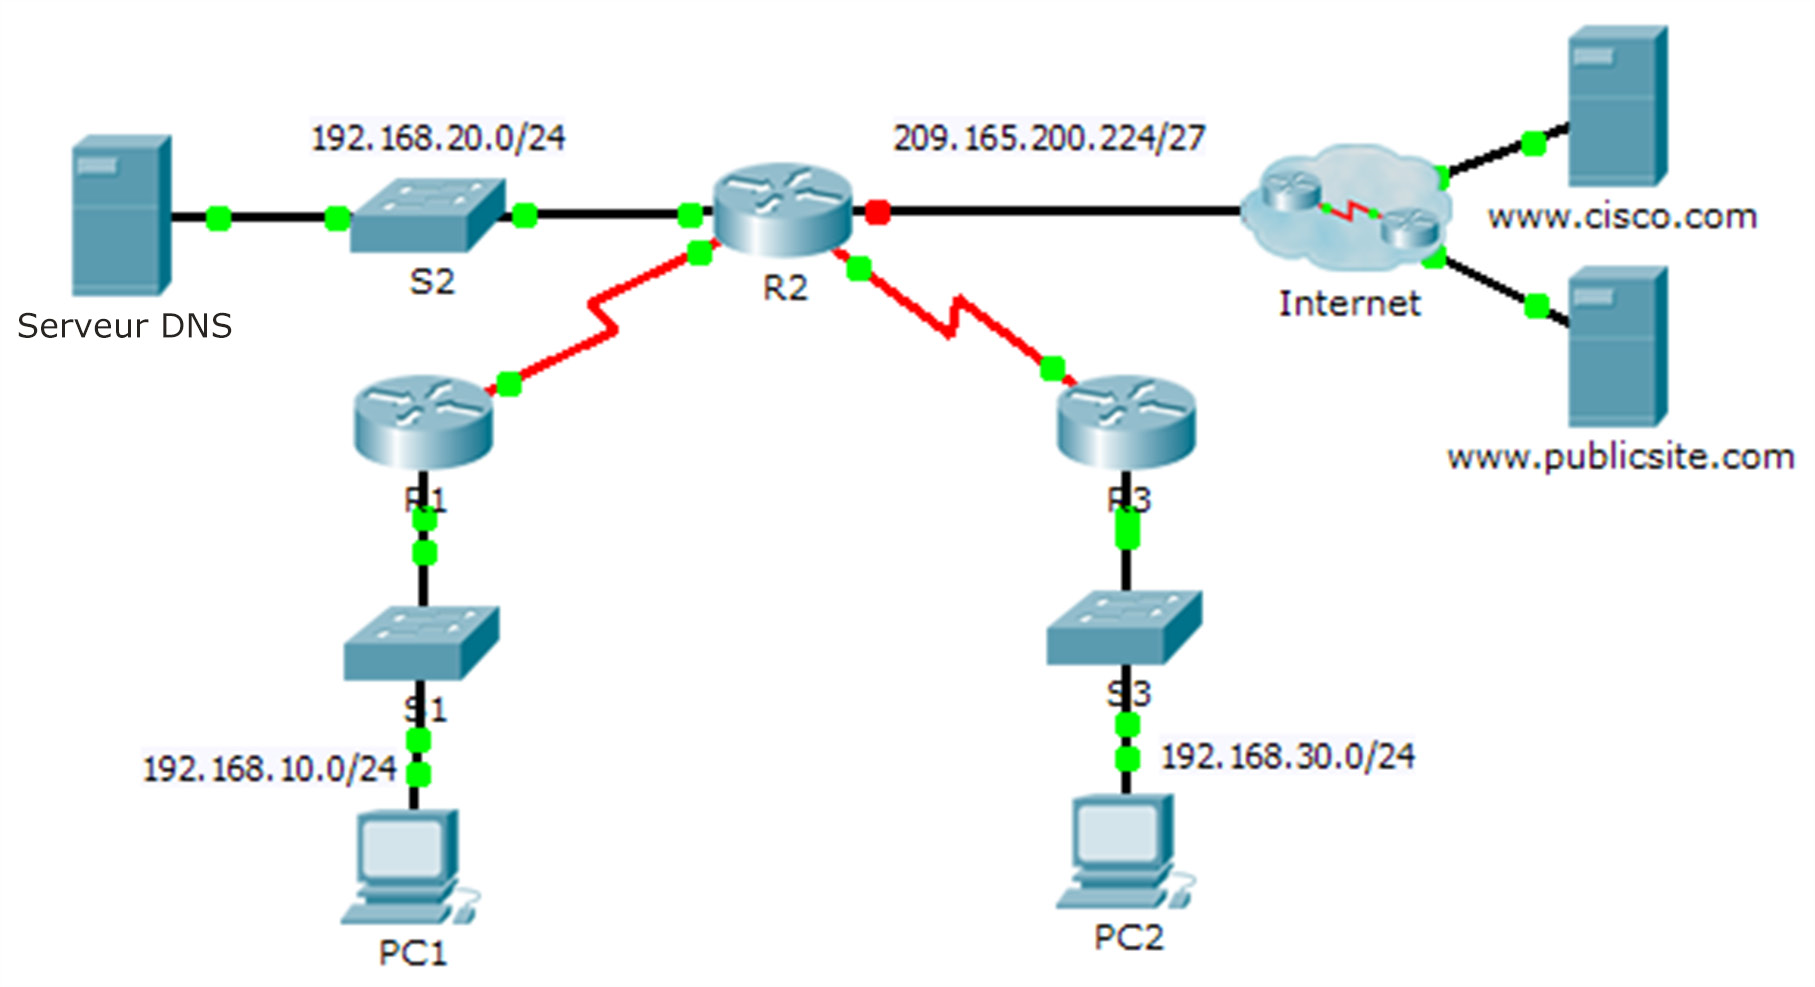 192.168.20.0/24
209.165.200.224/27
www.cisco.com
S2
R2
Internet
Serveur DNS
www.publicsite.com
R1
R3
S1
S3
192.168.10.0/24
192.168.30.0/24
PC1
PC2